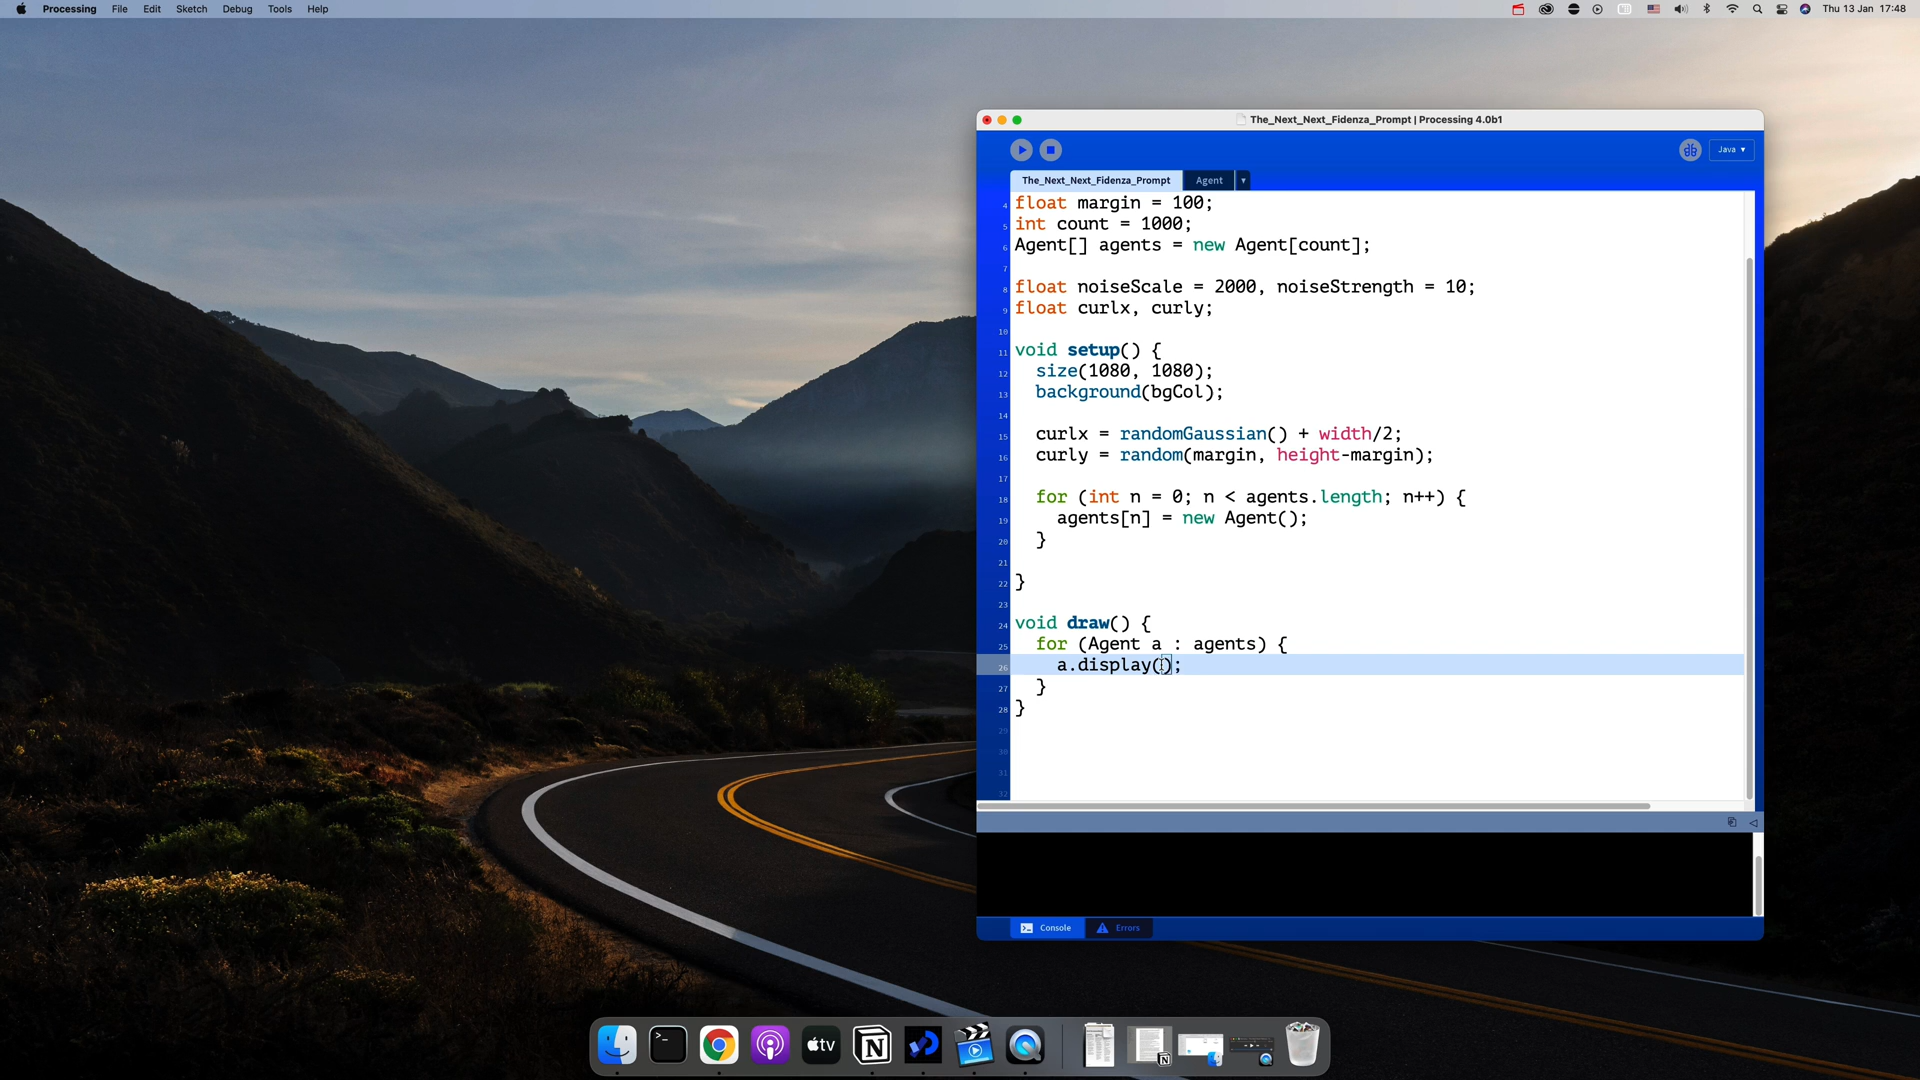 Processing File Edit Sketch Debug Tools Help
Thu 13 Jan 17:48
The_Next_Next_Fidenza_Prompt | Processing 4.0b1
Java
The_Next_Next_Fidenza_Prompt Agent
4 float margin = 100;
5 int count = 1000;
6 Agent[] agents = new Agent[count];
7
8 float noiseScale = 2000, noiseStrength = 10;
9 float curlx, curly;
10
11 void setup() {
12 size(1080, 1080);
13 background(bgCol);
14
15 curlx = randomGaussian() + width/2;
16 curly = random(margin, height-margin);
17
18 for (int n = 0; n < agents.length; n++) {
19 agents[n] = new Agent();
20 }
21
22 }
23
24 void draw() {
25 for (Agent a : agents) {
26 a.display();
27 }
28 }
29
30
31
32
Console Errors
tv